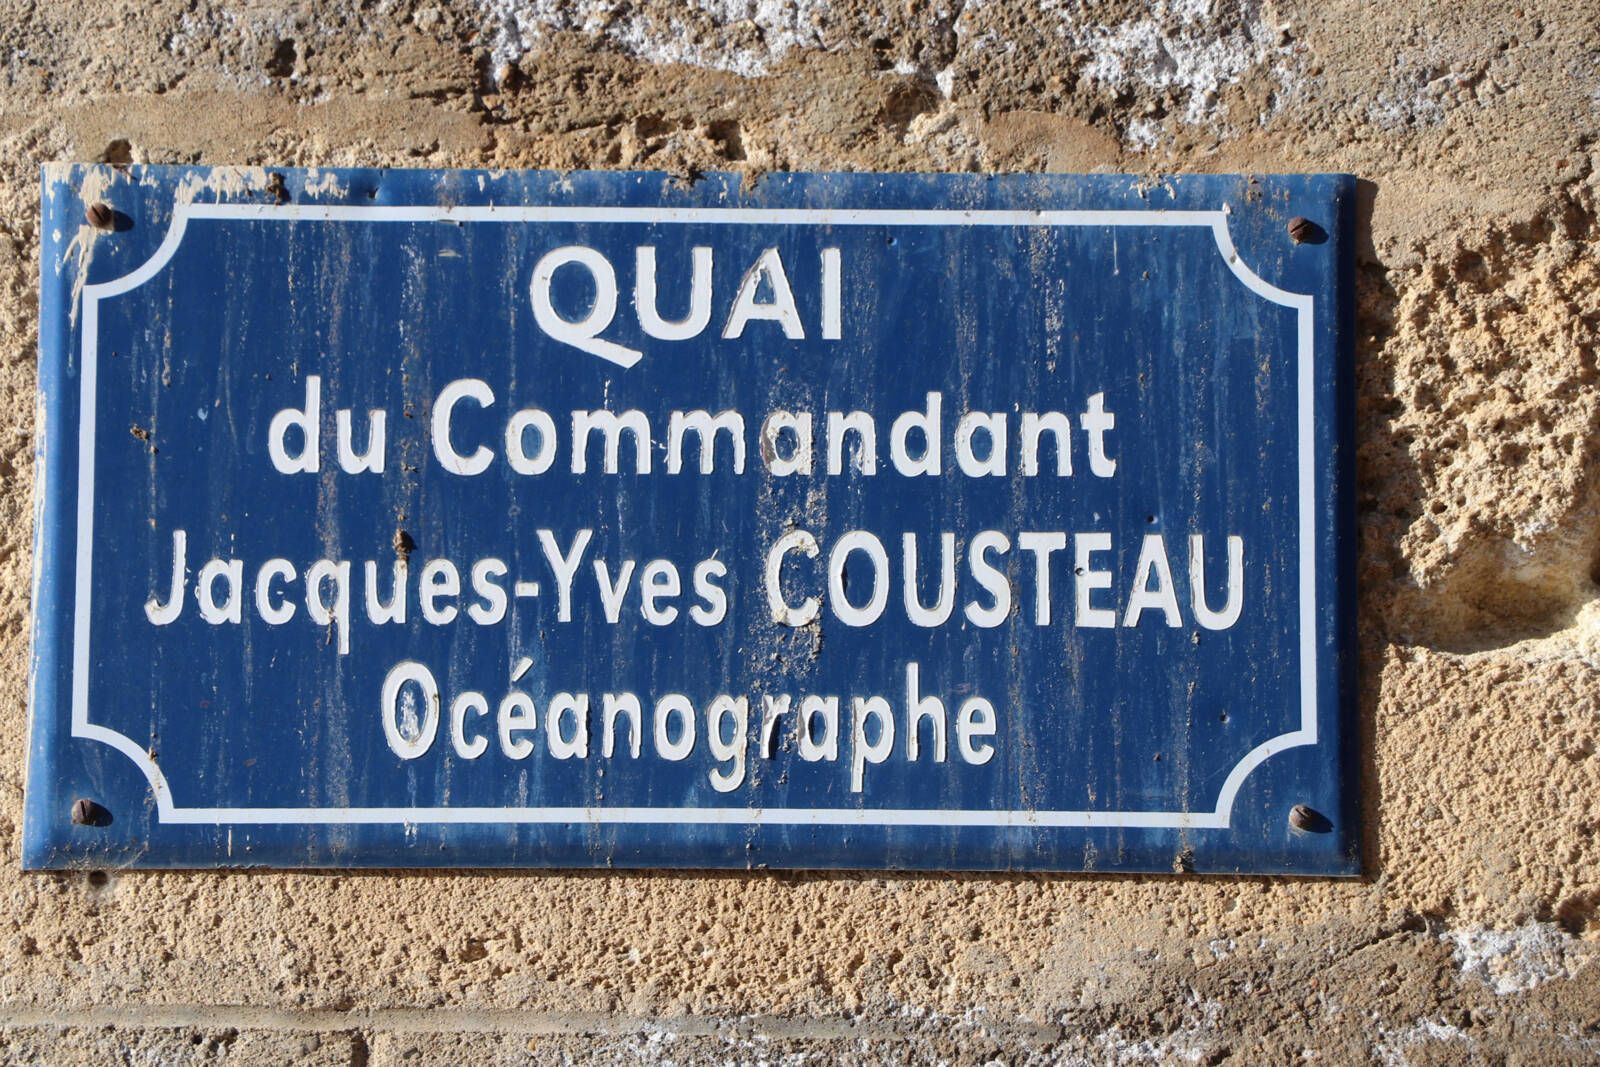 QUAI
du Commandant
Jacques-Yves COUSTEAU
Océanographe